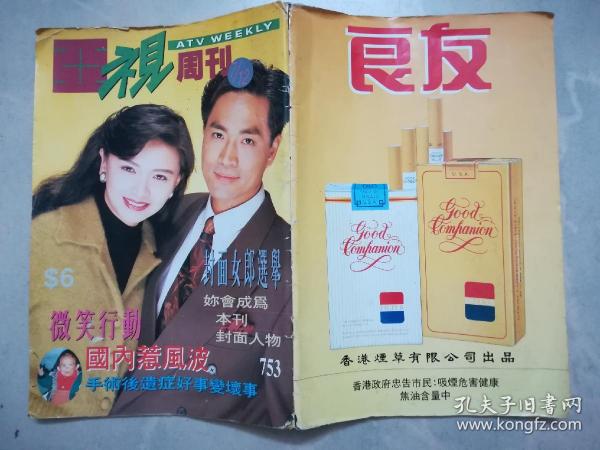 亞視
周刊
ATV WEEKLY
$6
封面女郎選舉
妳會成爲
本刊
封面人物
微笑行動
國內惹風波
手術後遺症好事變壞事
753
良友
U.S.A.
Good
Companion
Good
Companion
香港煙草有限公司出品
香港政府忠告市民：吸煙危害健康
焦油含量中
孔夫子旧书网
www.kongfz.com